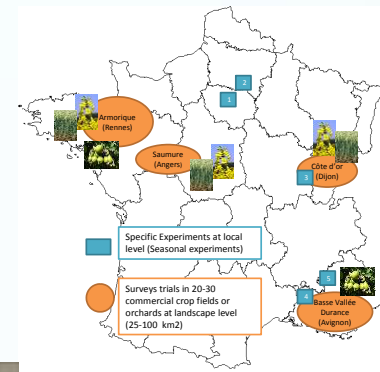 2
1
Armorique
(Rennes)
Saumure
(Angers)
Côte d'or
(Dijon)
3
Specific Experiments at local
level (Seasonal experiments)
5
4
Basse Vallée
Durance
(Avignon)
Surveys trials in 20-30
commercial crop fields or
orchards at landscape level
(25-100 km2)